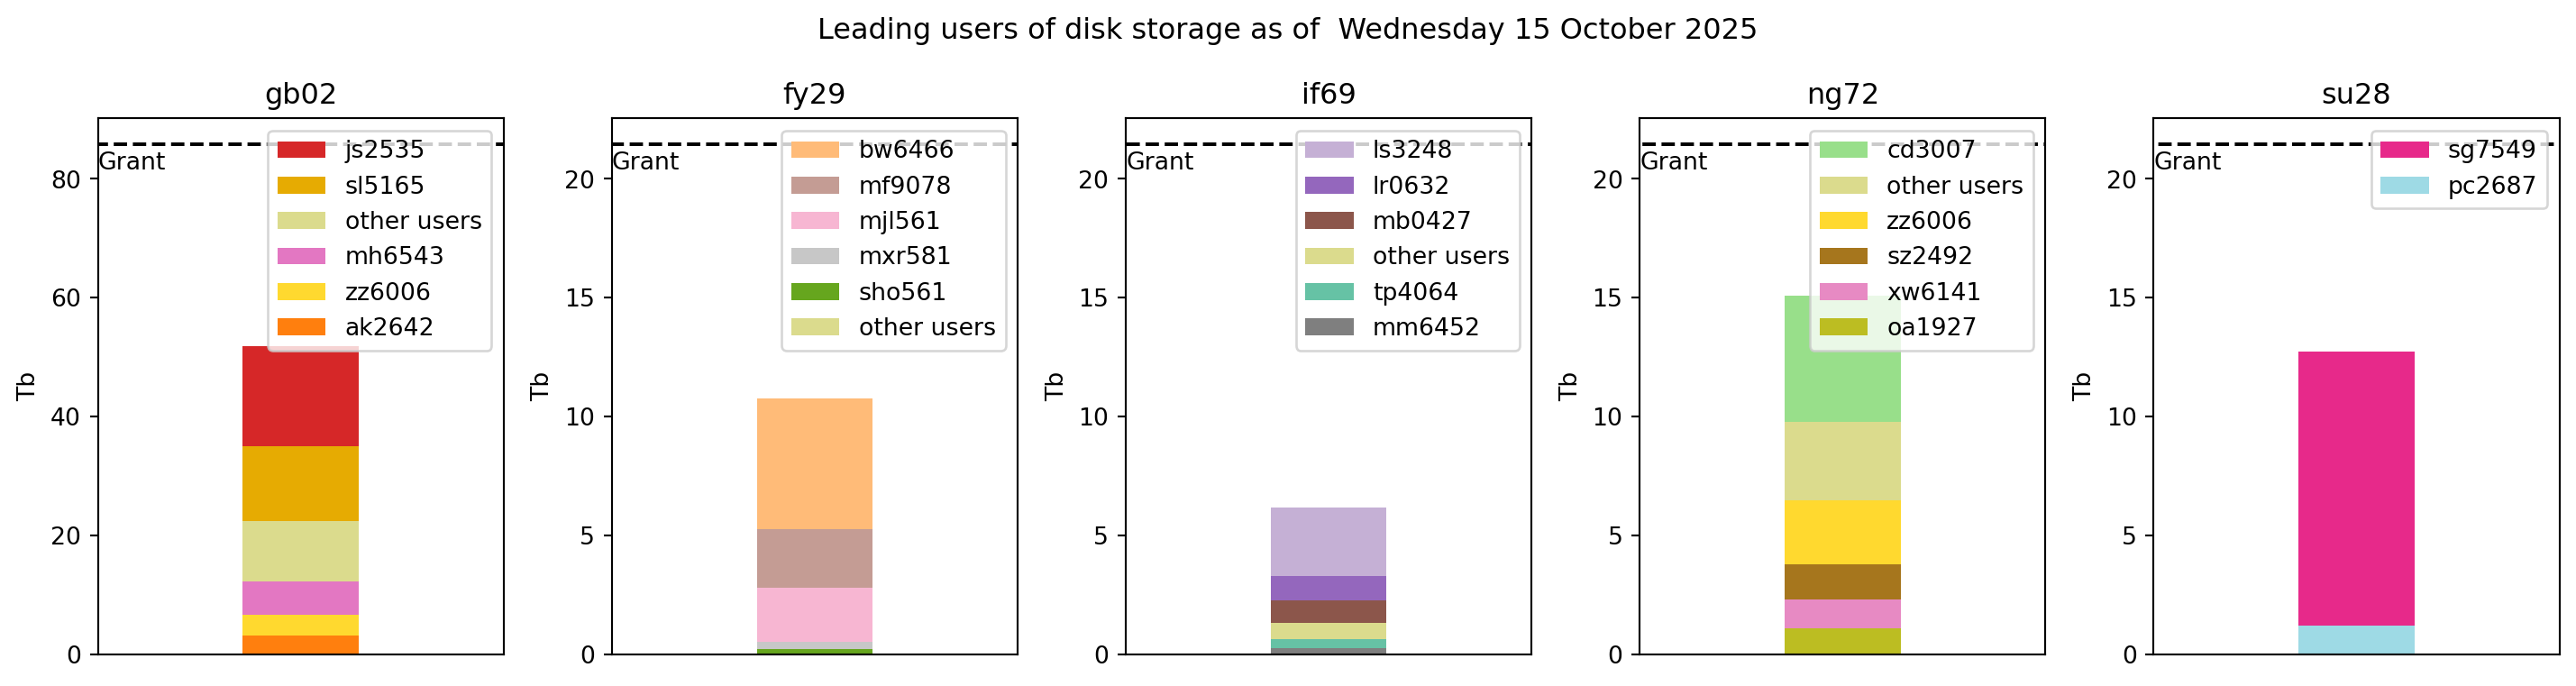 Leading users of disk storage as of  Wednesday 15 October 2025
gb02
Grant
js2535
sl5165
other users
mh6543
zz6006
ak2642
80
60
40
20
0
Tb
fy29
Grant
bw6466
mf9078
mjl561
mxr581
sho561
other users
20
15
10
5
0
Tb
if69
Grant
ls3248
lr0632
mb0427
other users
tp4064
mm6452
20
15
10
5
0
Tb
ng72
Grant
cd3007
other users
zz6006
sz2492
xw6141
oa1927
20
15
10
5
0
Tb
su28
Grant
sg7549
pc2687
20
15
10
5
0
Tb